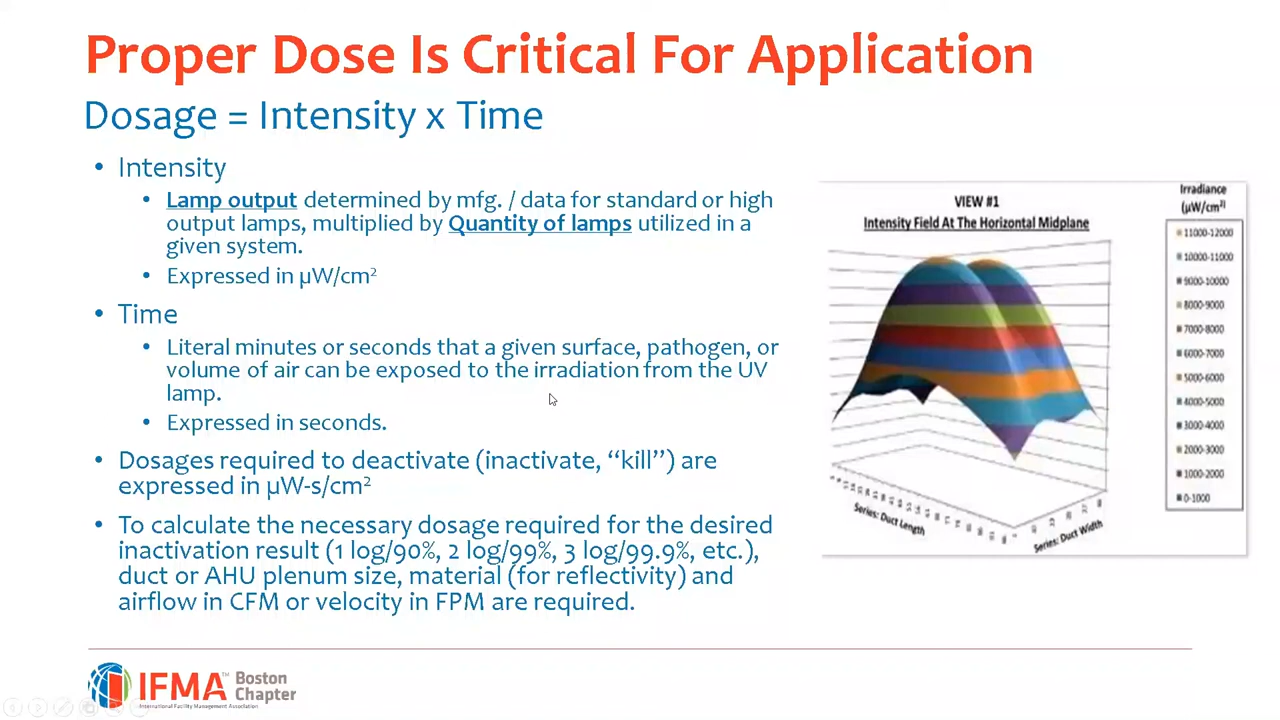 Proper Dose Is Critical For Application
Dosage = Intensity x Time
• Intensity
• Lamp output determined by mfg. / data for standard or high
output lamps, multiplied by Quantity of lamps utilized in a
given system.
• Expressed in µW/cm²
• Time
• Literal minutes or seconds that a given surface, pathogen, or
volume of air can be exposed to the irradiation from the UV
lamp.
• Expressed in seconds.
• Dosages required to deactivate (inactivate, “kill”) are
expressed in µW-s/cm²
• To calculate the necessary dosage required for the desired
inactivation result (1 log/90%, 2 log/99%, 3 log/99.9%, etc.),
duct or AHU plenum size, material (for reflectivity) and
airflow in CFM or velocity in FPM are required.
VIEW #1
Intensity Field At The Horizontal Midplane
Irradiance
(µW/cm²)
11000-12000
10000-11000
9000-10000
8000-9000
7000-8000
6000-7000
5000-6000
4000-5000
3000-4000
2000-3000
1000-2000
0-1000
Series: Duct Length
Series: Duct Width
IFMA™
Boston
Chapter
International Facility Management Association